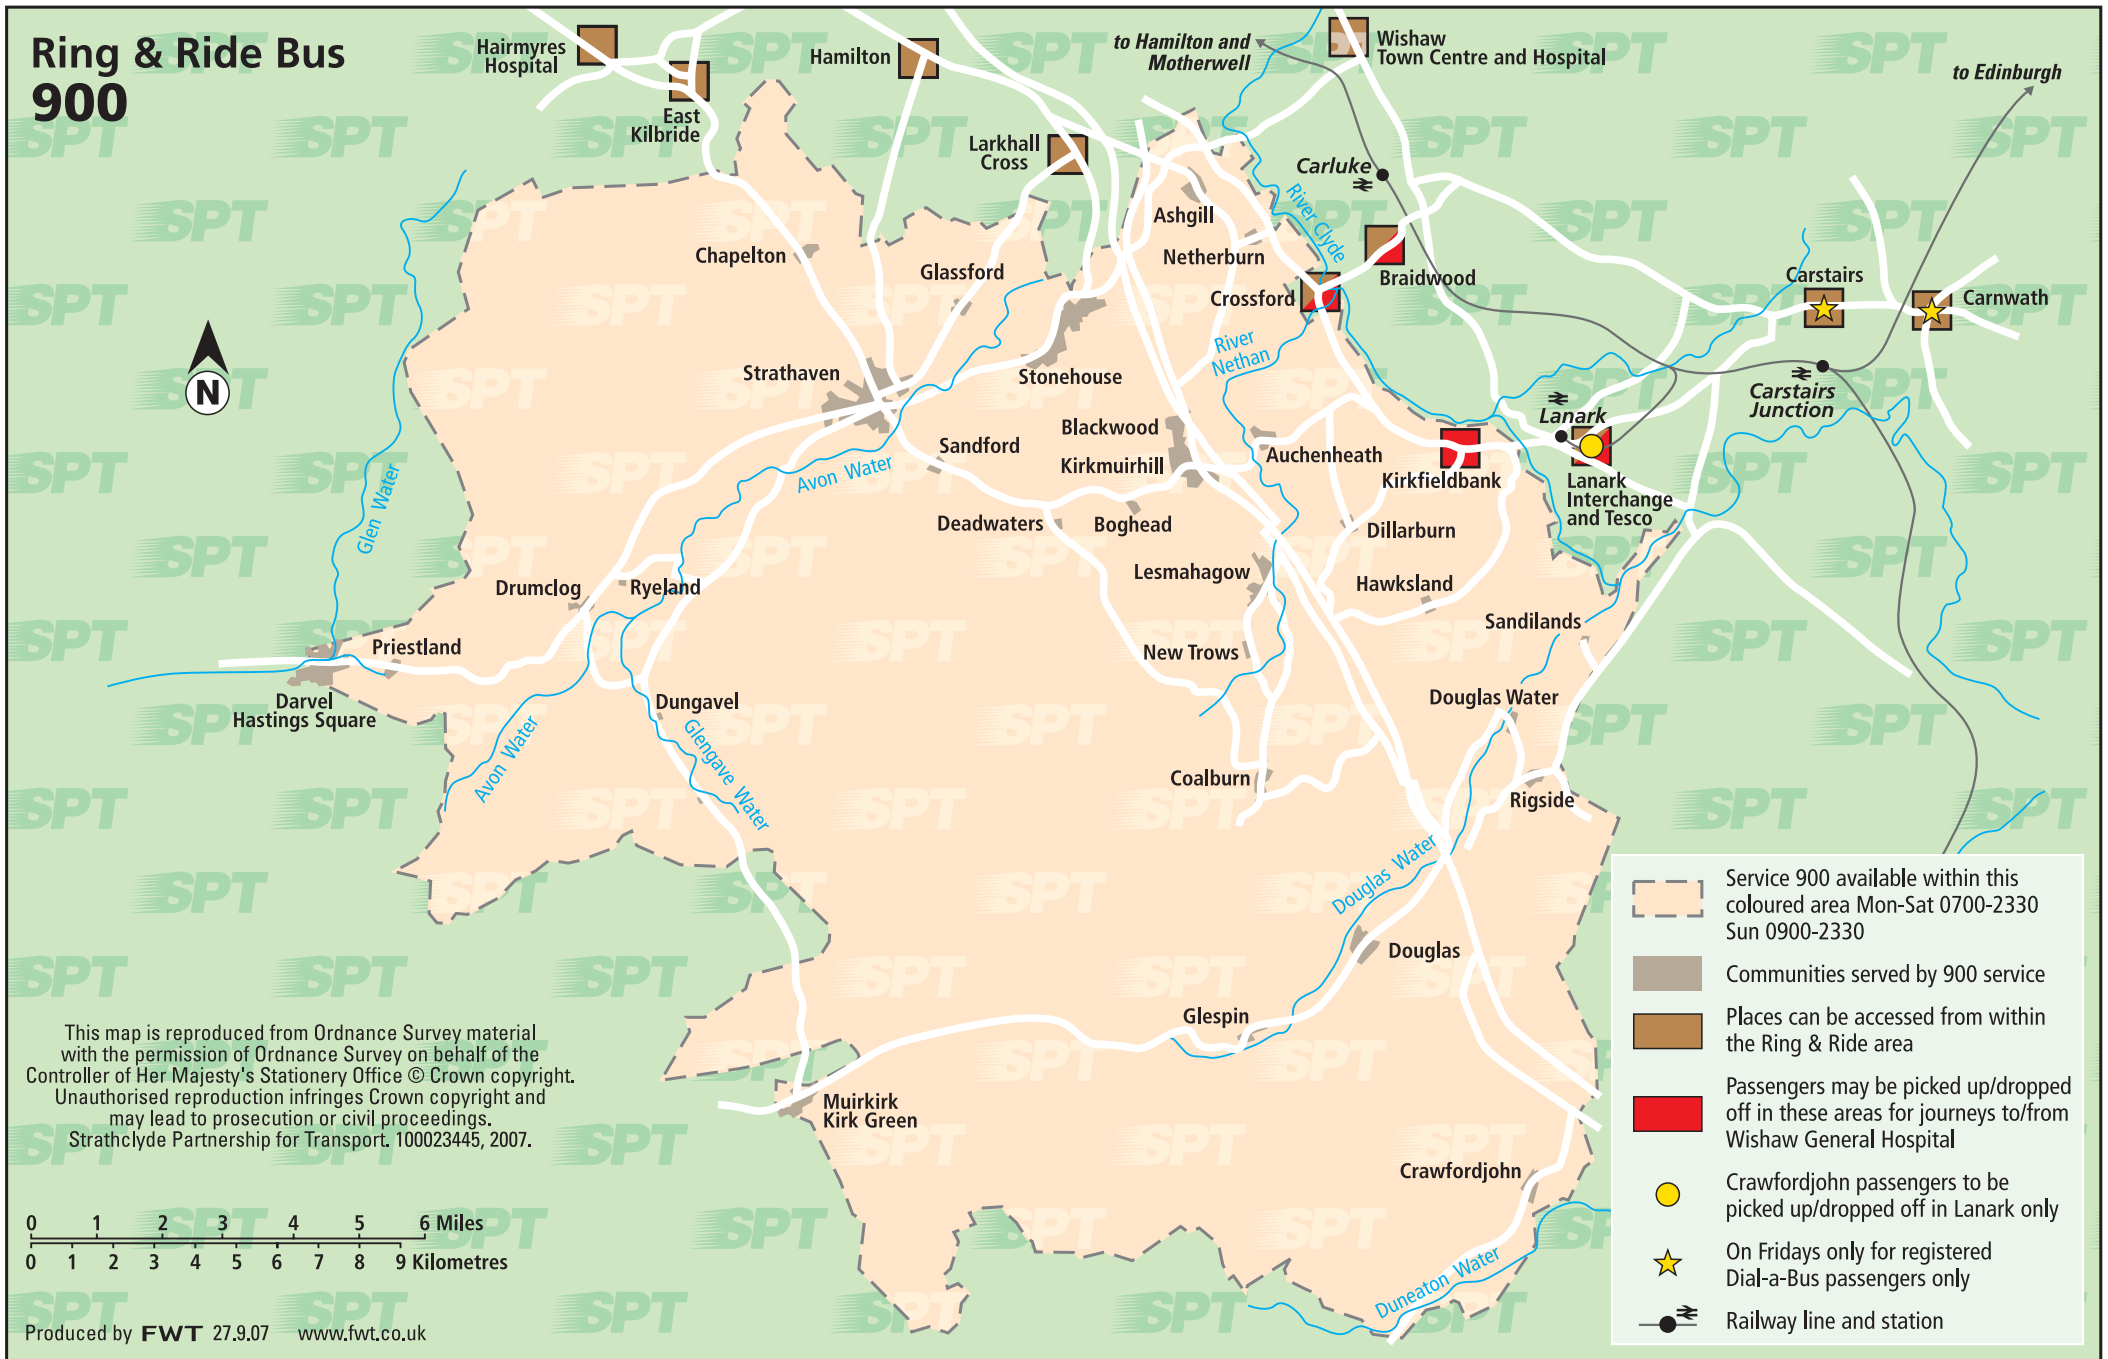 Ring & Ride Bus
900
Hairmyres
Hospital
East
Kilbride
Hamilton
Larkhall
Cross
to Hamilton and
Motherwell
Wishaw
Town Centre and Hospital
to Edinburgh
Carluke
River Clyde
Ashgill
Netherburn
Braidwood
Crossford
Carstairs
Carnwath
Chapelton
Glassford
River
Nethan
N
Strathaven
Stonehouse
Carstairs
Junction
Lanark
Blackwood
Kirkmuirhill
Auchenheath
Kirkfieldbank
Lanark
Interchange
and Tesco
Sandford
Avon Water
Glen Water
Deadwaters
Boghead
Dillarburn
Lesmahagow
Hawksland
Drumclog
Ryeland
Sandilands
Priestland
New Trows
Darvel
Hastings Square
Dungavel
Douglas Water
Avon Water
Glengave Water
Coalburn
Rigside
Douglas Water
Douglas
Glespin
Muirkirk
Kirk Green
Crawfordjohn
Duneaton Water
Service 900 available within this
coloured area Mon-Sat 0700-2330
Sun 0900-2330
Communities served by 900 service
Places can be accessed from within
the Ring & Ride area
Passengers may be picked up/dropped
off in these areas for journeys to/from
Wishaw General Hospital
Crawfordjohn passengers to be
picked up/dropped off in Lanark only
On Fridays only for registered
Dial-a-Bus passengers only
Railway line and station
This map is reproduced from Ordnance Survey material
with the permission of Ordnance Survey on behalf of the
Controller of Her Majesty's Stationery Office © Crown copyright.
Unauthorised reproduction infringes Crown copyright and
may lead to prosecution or civil proceedings.
Strathclyde Partnership for Transport. 100023445, 2007.
0 1 2 3 4 5 6 Miles
0 1 2 3 4 5 6 7 8 9 Kilometres
Produced by FWT 27.9.07 www.fwt.co.uk
SPT